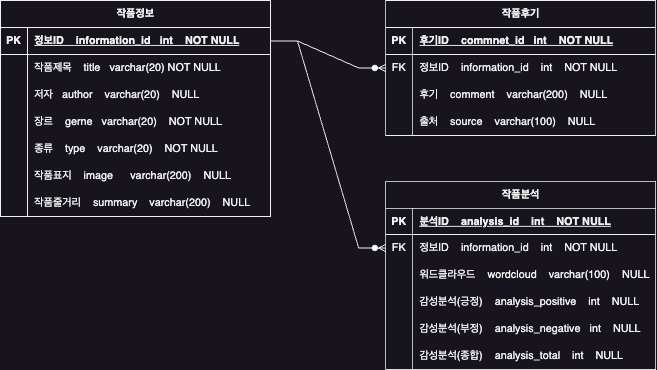 작품정보
PK 정보ID information_id int NOT NULL
작품제목 title varchar(20) NOT NULL
저자 author varchar(20) NULL
장르 gerne varchar(20) NOT NULL
종류 type varchar(20) NOT NULL
작품표지 image varchar(200) NULL
작품줄거리 summary varchar(200) NULL
작품후기
PK 후기ID commnet_id int NOT NULL
FK 정보ID information_id int NOT NULL
후기 comment varchar(200) NULL
출처 source varchar(100) NULL
작품분석
PK 분석ID analysis_id int NOT NULL
FK 정보ID information_id int NOT NULL
워드클라우드 wordcloud varchar(100) NULL
감성분석(긍정) analysis_positive int NULL
감성분석(부정) analysis_negative int NULL
감성분석(종합) analysis_total int NULL